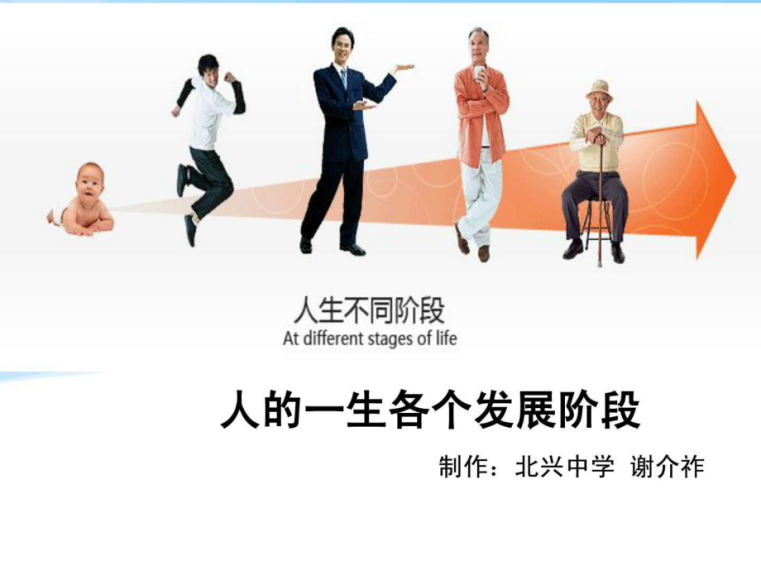 人生不同阶段
At different stages of life
人的一生各个发展阶段
制作：北兴中学 谢介祚